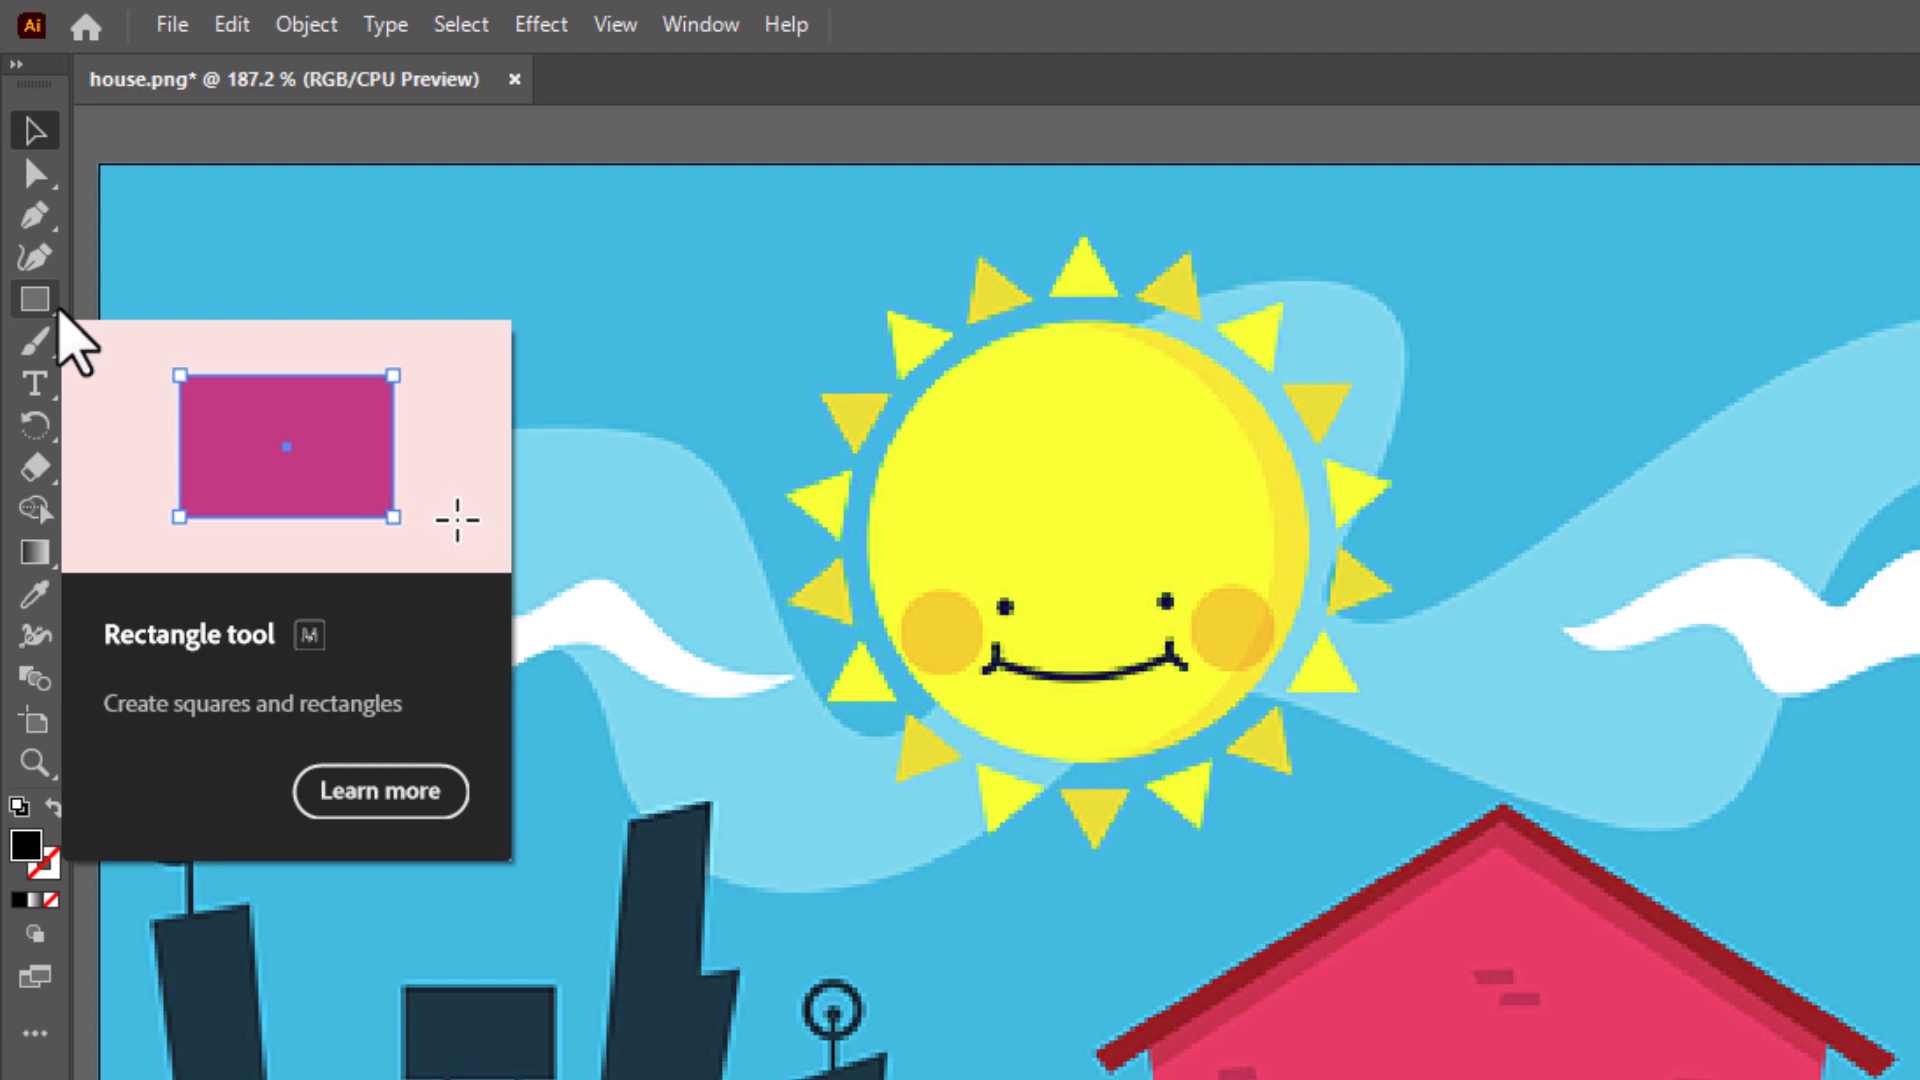 Ai File Edit Object Type Select Effect View Window Help
house.png* @ 187.2 % (RGB/CPU Preview) ×
T
Rectangle tool M
Create squares and rectangles
Learn more